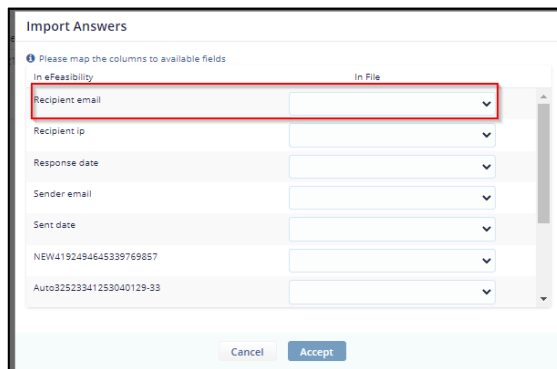 Import Answers
Please map the columns to available fields
In eFeasibility In File
Recipient email
Recipient ip
Response date
Sender email
Sent date
NEW4192494645339769857
Auto32523341253040129-33
Cancel Accept